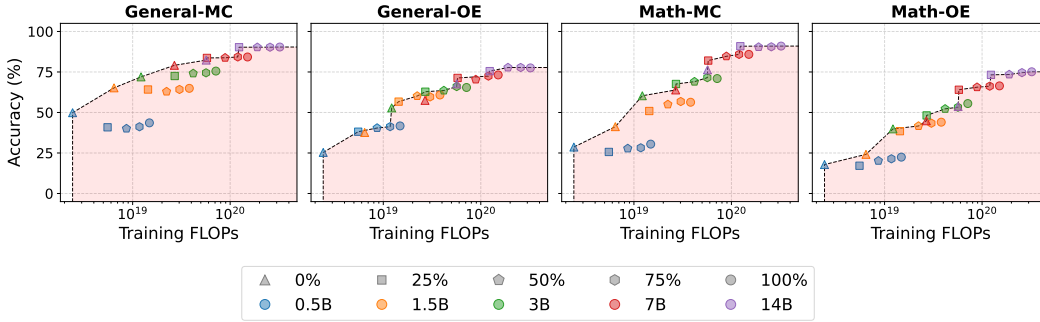 General-MC General-OE Math-MC Math-OE
Accuracy (%)
100
75
50
25
0
10^19 10^20 10^19 10^20 10^19 10^20 10^19 10^20
Training FLOPs Training FLOPs Training FLOPs Training FLOPs
0% 25% 50% 75% 100%
0.5B 1.5B 3B 7B 14B